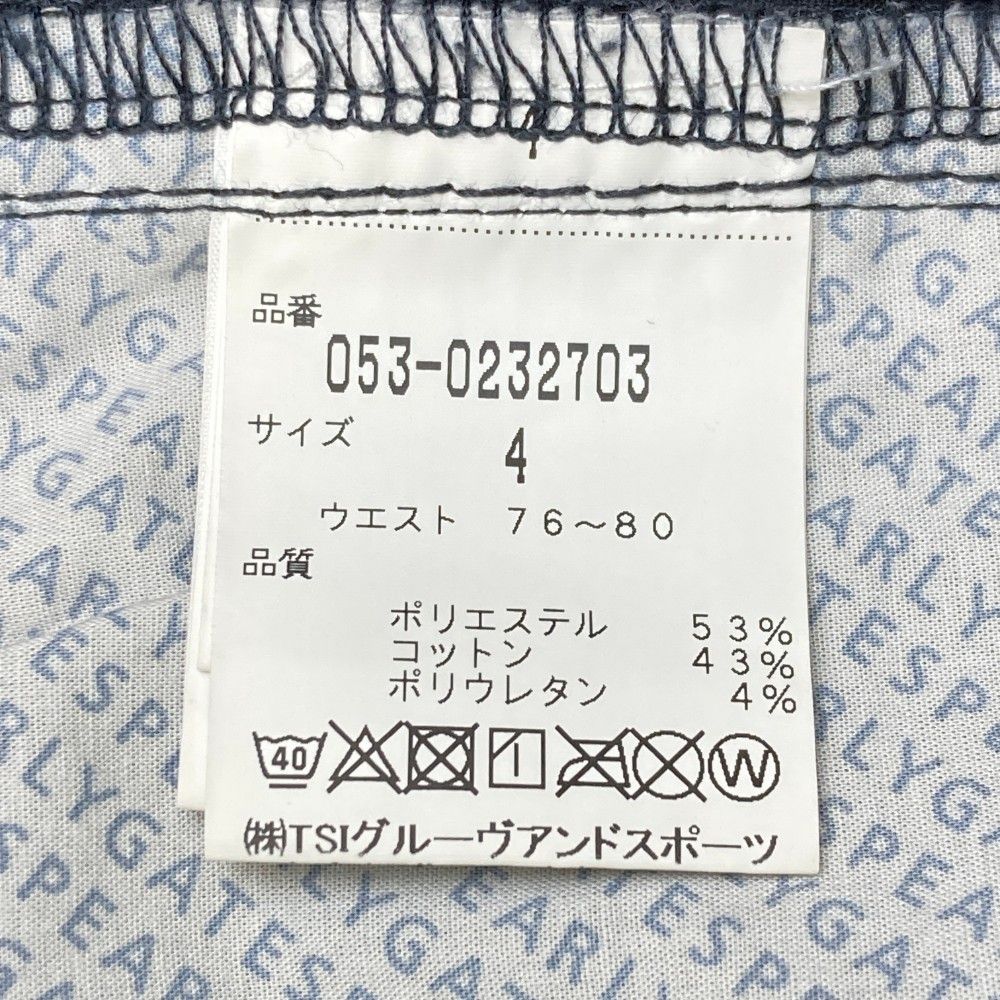 品番
053-0232703
サイズ
4
ウエスト 76~80
品質
ポリエステル 53%
コットン 43%
ポリウレタン 4%
40
W
㈱TSIグルーヴアンドスポーツ
PEARLY GATES